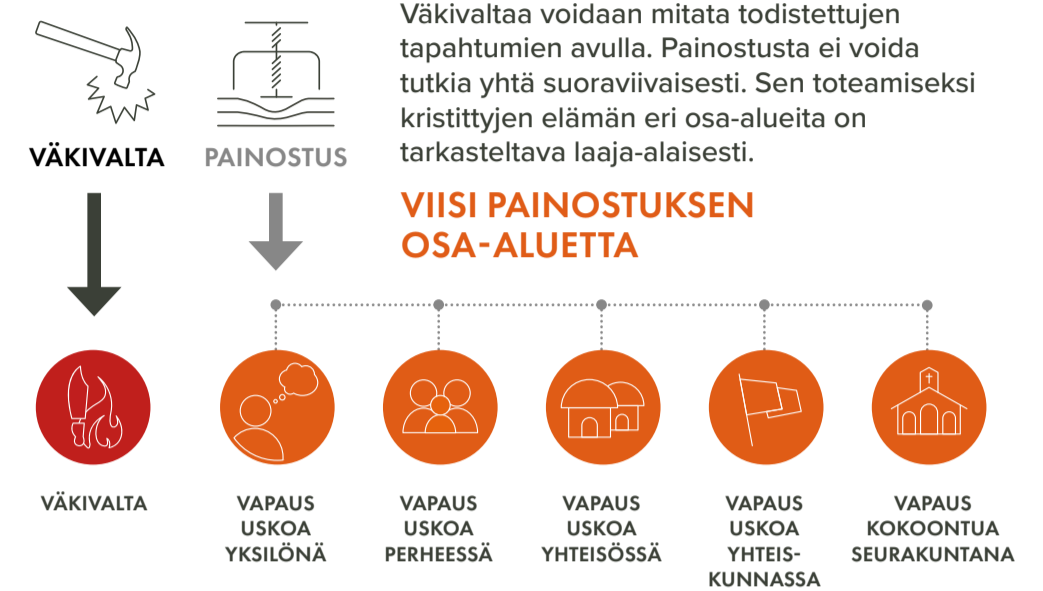 Väkivaltaa voidaan mitata todistettujen
tapahtumien avulla. Painostusta ei voida
tutkia yhtä suoraviivaisesti. Sen toteamiseksi
kristittyjen elämän eri osa-alueita on
tarkasteltava laaja-alaisesti.
VÄKIVALTA
PAINOSTUS
VIISI PAINOSTUKSEN
OSA-ALUETTA
VÄKIVALTA
VAPAUS
USKOA
YKSILÖNÄ
VAPAUS
USKOA
PERHEESSÄ
VAPAUS
USKOA
YHTEISÖSSÄ
VAPAUS
USKOA
YHTEIS-
KUNNASSA
VAPAUS
KOKOONTUA
SEURAKUNTANA